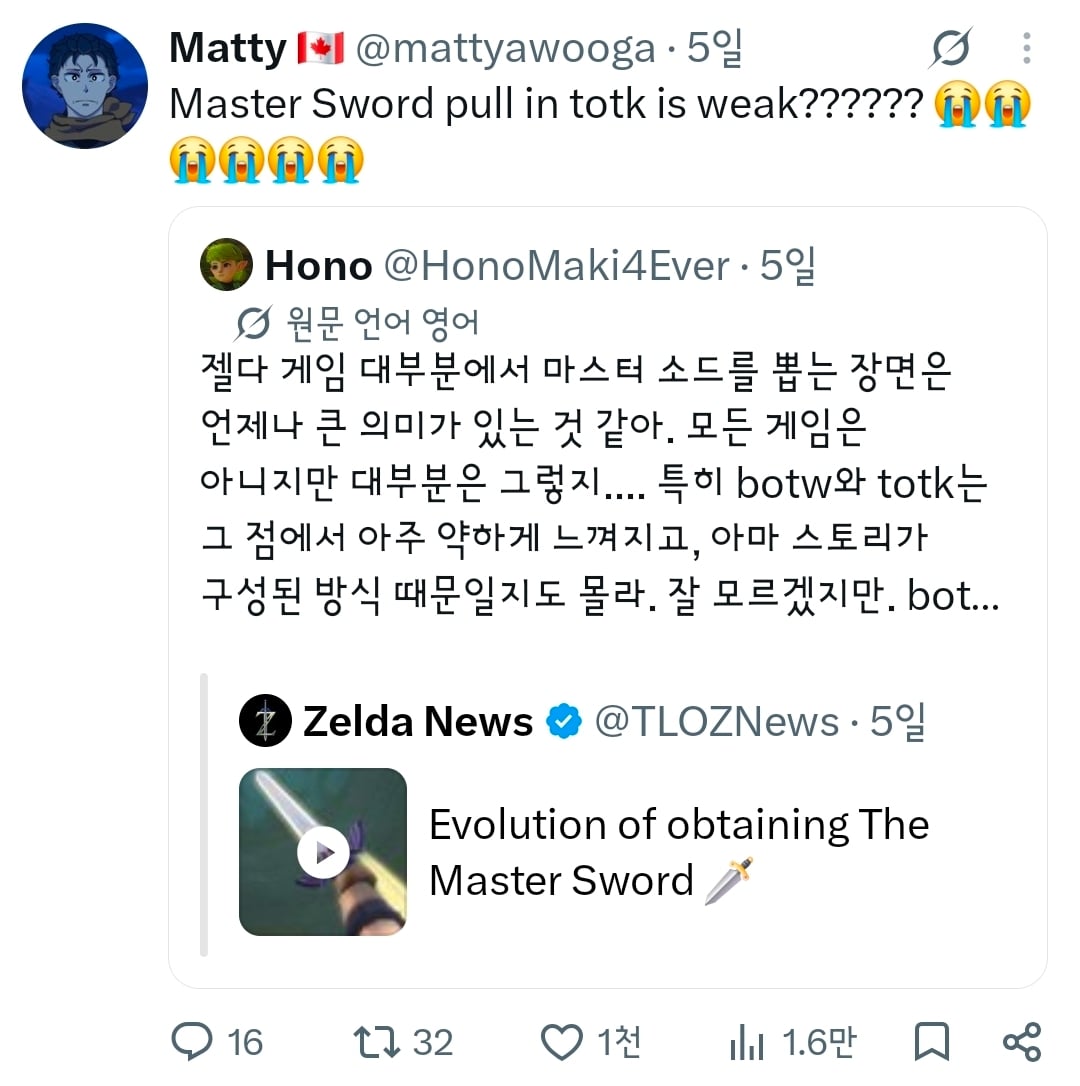 Matty 🇨🇦 @mattyawooga · 5일
Master Sword pull in totk is weak?????? 😭😭
😭😭😭😭
Hono @HonoMaki4Ever · 5일
원문 언어 영어
젤다 게임 대부분에서 마스터 소드를 뽑는 장면은
언제나 큰 의미가 있는 것 같아. 모든 게임은
아니지만 대부분은 그렇지.... 특히 botw와 totk는
그 점에서 아주 약하게 느껴지고, 아마 스토리가
구성된 방식 때문일지도 몰라. 잘 모르겠지만. bot...
Zelda News @TLOZNews · 5일
Evolution of obtaining The
Master Sword 🗡️
16 32 1천 1.6만